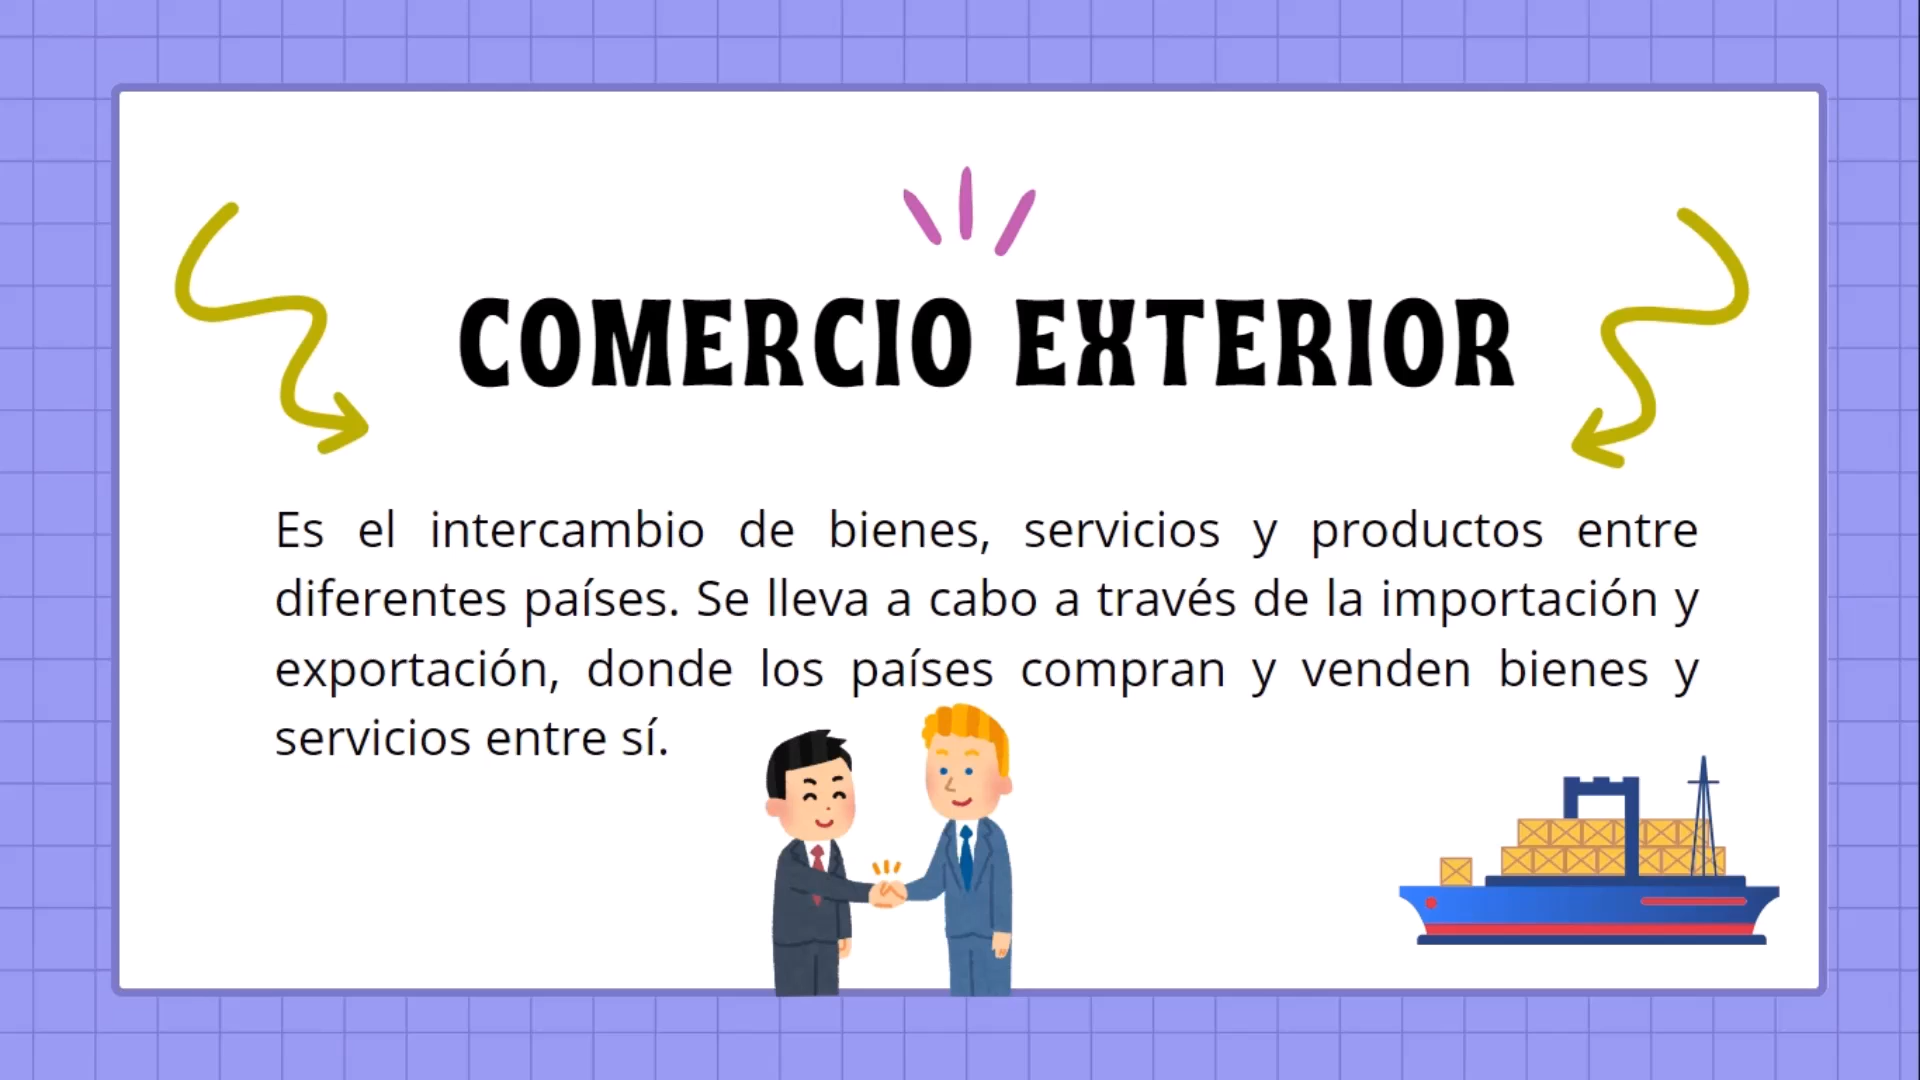 COMERCIO EXTERIOR
Es el intercambio de bienes, servicios y productos entre
diferentes países. Se lleva a cabo a través de la importación y
exportación, donde los países compran y venden bienes y
servicios entre sí.